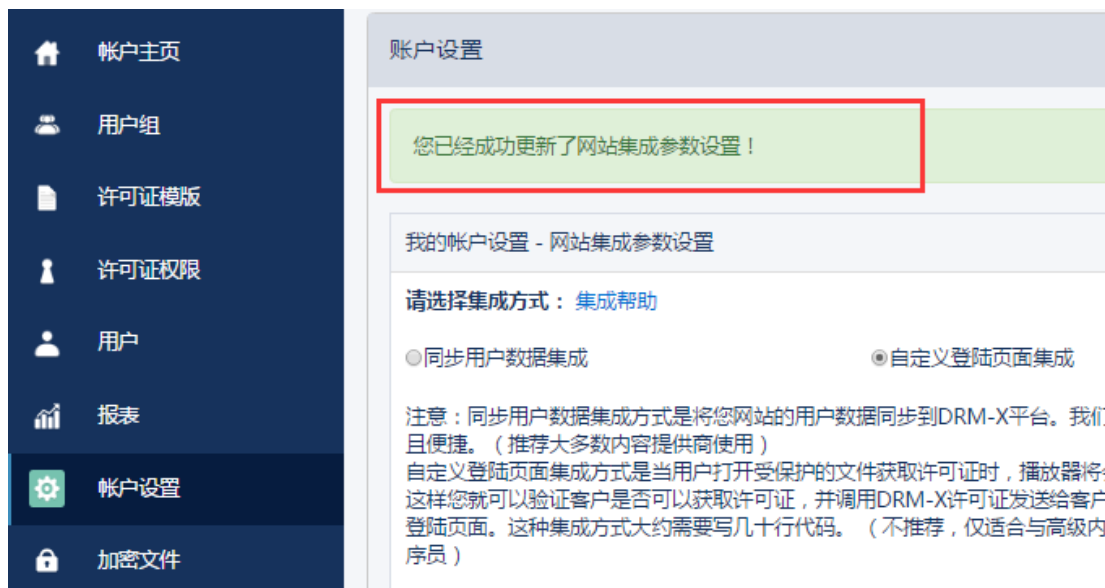 帐户主页
用户组
许可证模版
许可证权限
用户
报表
帐户设置
加密文件
账户设置
您已经成功更新了网站集成参数设置！
我的帐户设置 - 网站集成参数设置
请选择集成方式： 集成帮助
同步用户数据集成 自定义登陆页面集成
注意：同步用户数据集成方式是将您网站的用户数据同步到DRM-X平台。我们
且便捷。（推荐大多数内容提供商使用）
自定义登陆页面集成方式是当用户打开受保护的文件获取许可证时，播放器将
这样您就可以验证客户是否可以获取许可证，并调用DRM-X许可证发送给客户
登陆页面。这种集成方式大约需要写几十行代码。（不推荐，仅适合与高级内
序员）